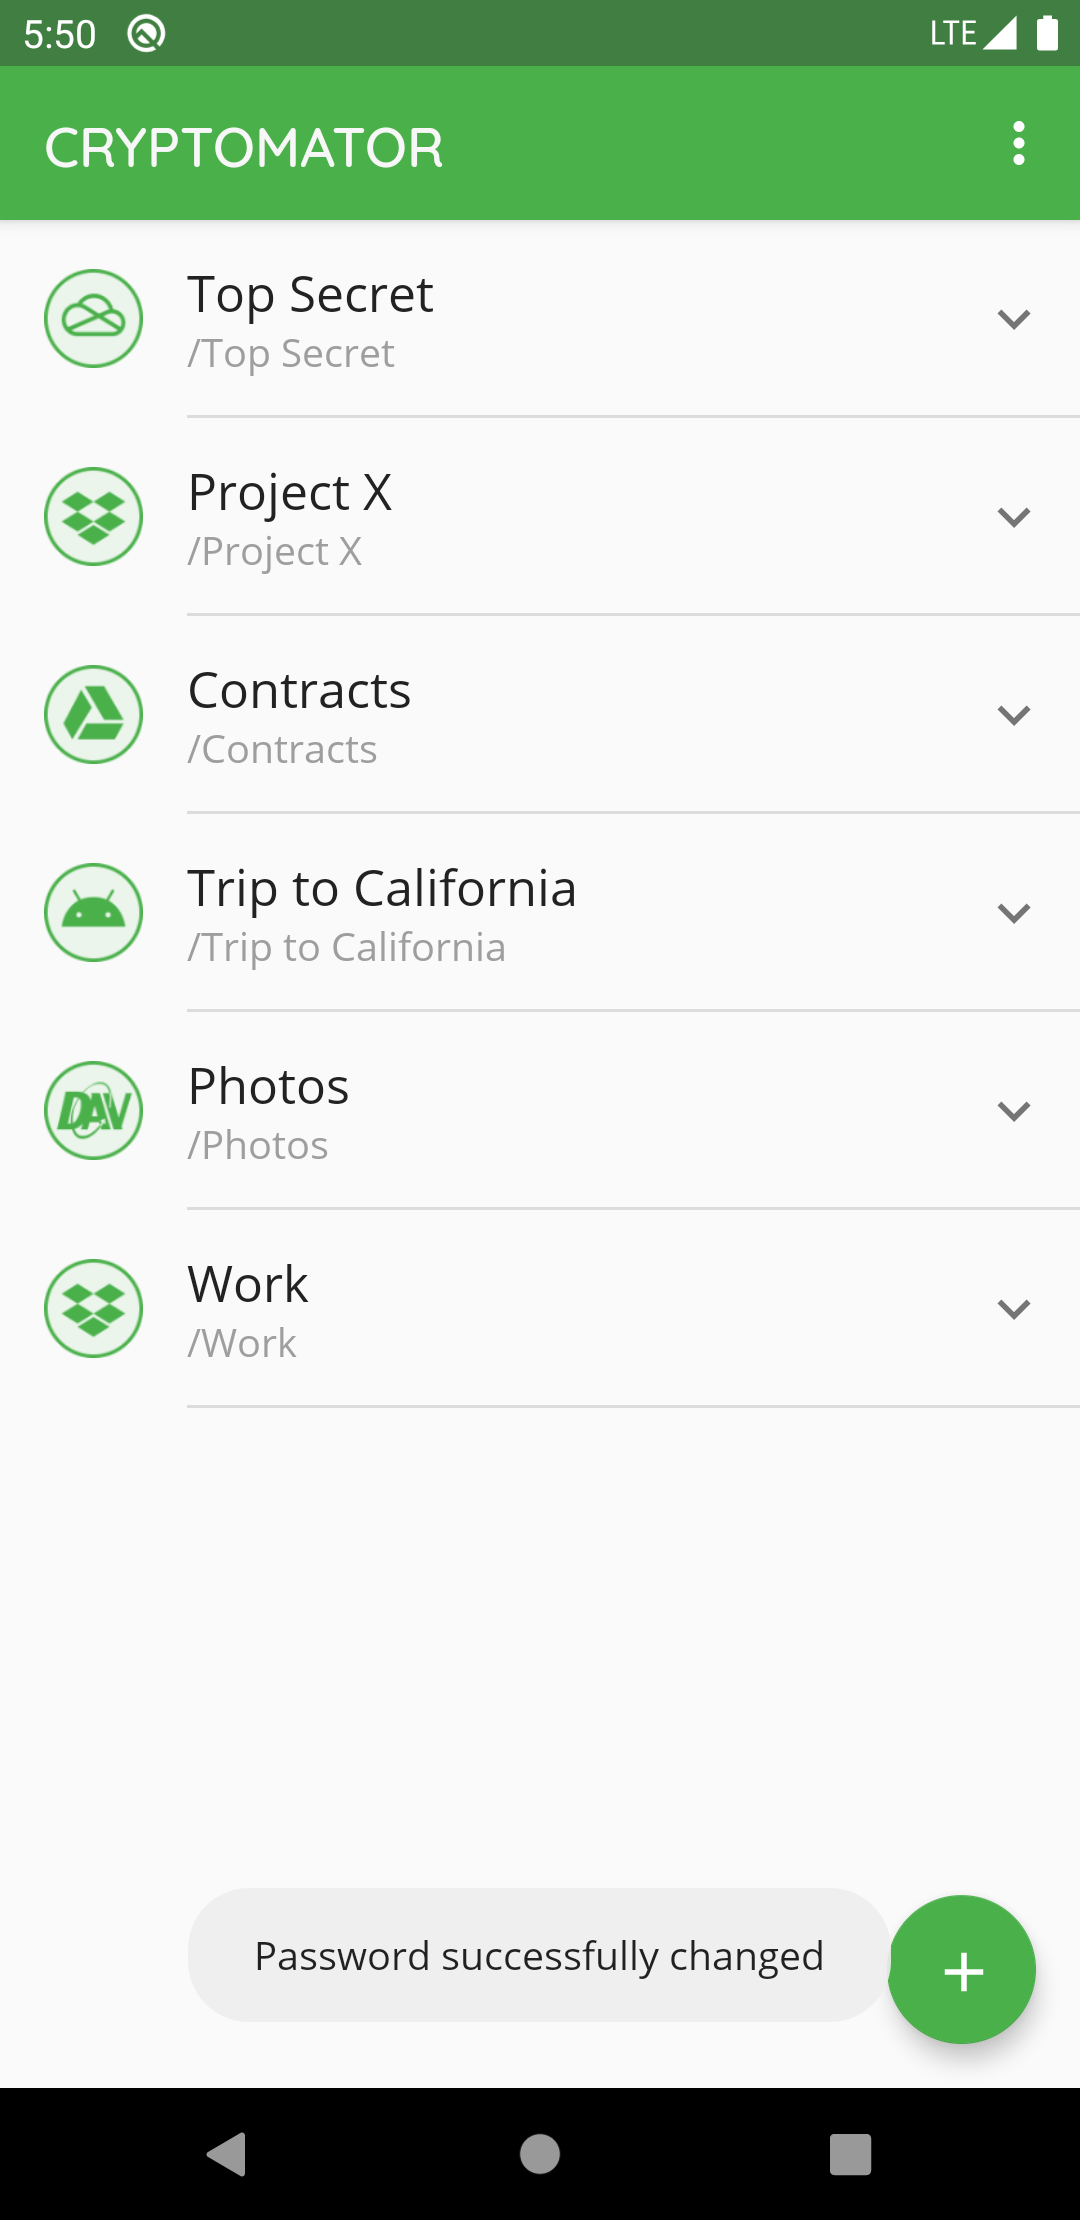 5:50
LTE
CRYPTOMATOR
Top Secret
/Top Secret
Project X
/Project X
Contracts
/Contracts
Trip to California
/Trip to California
DAV
Photos
/Photos
Work
/Work
Password successfully changed